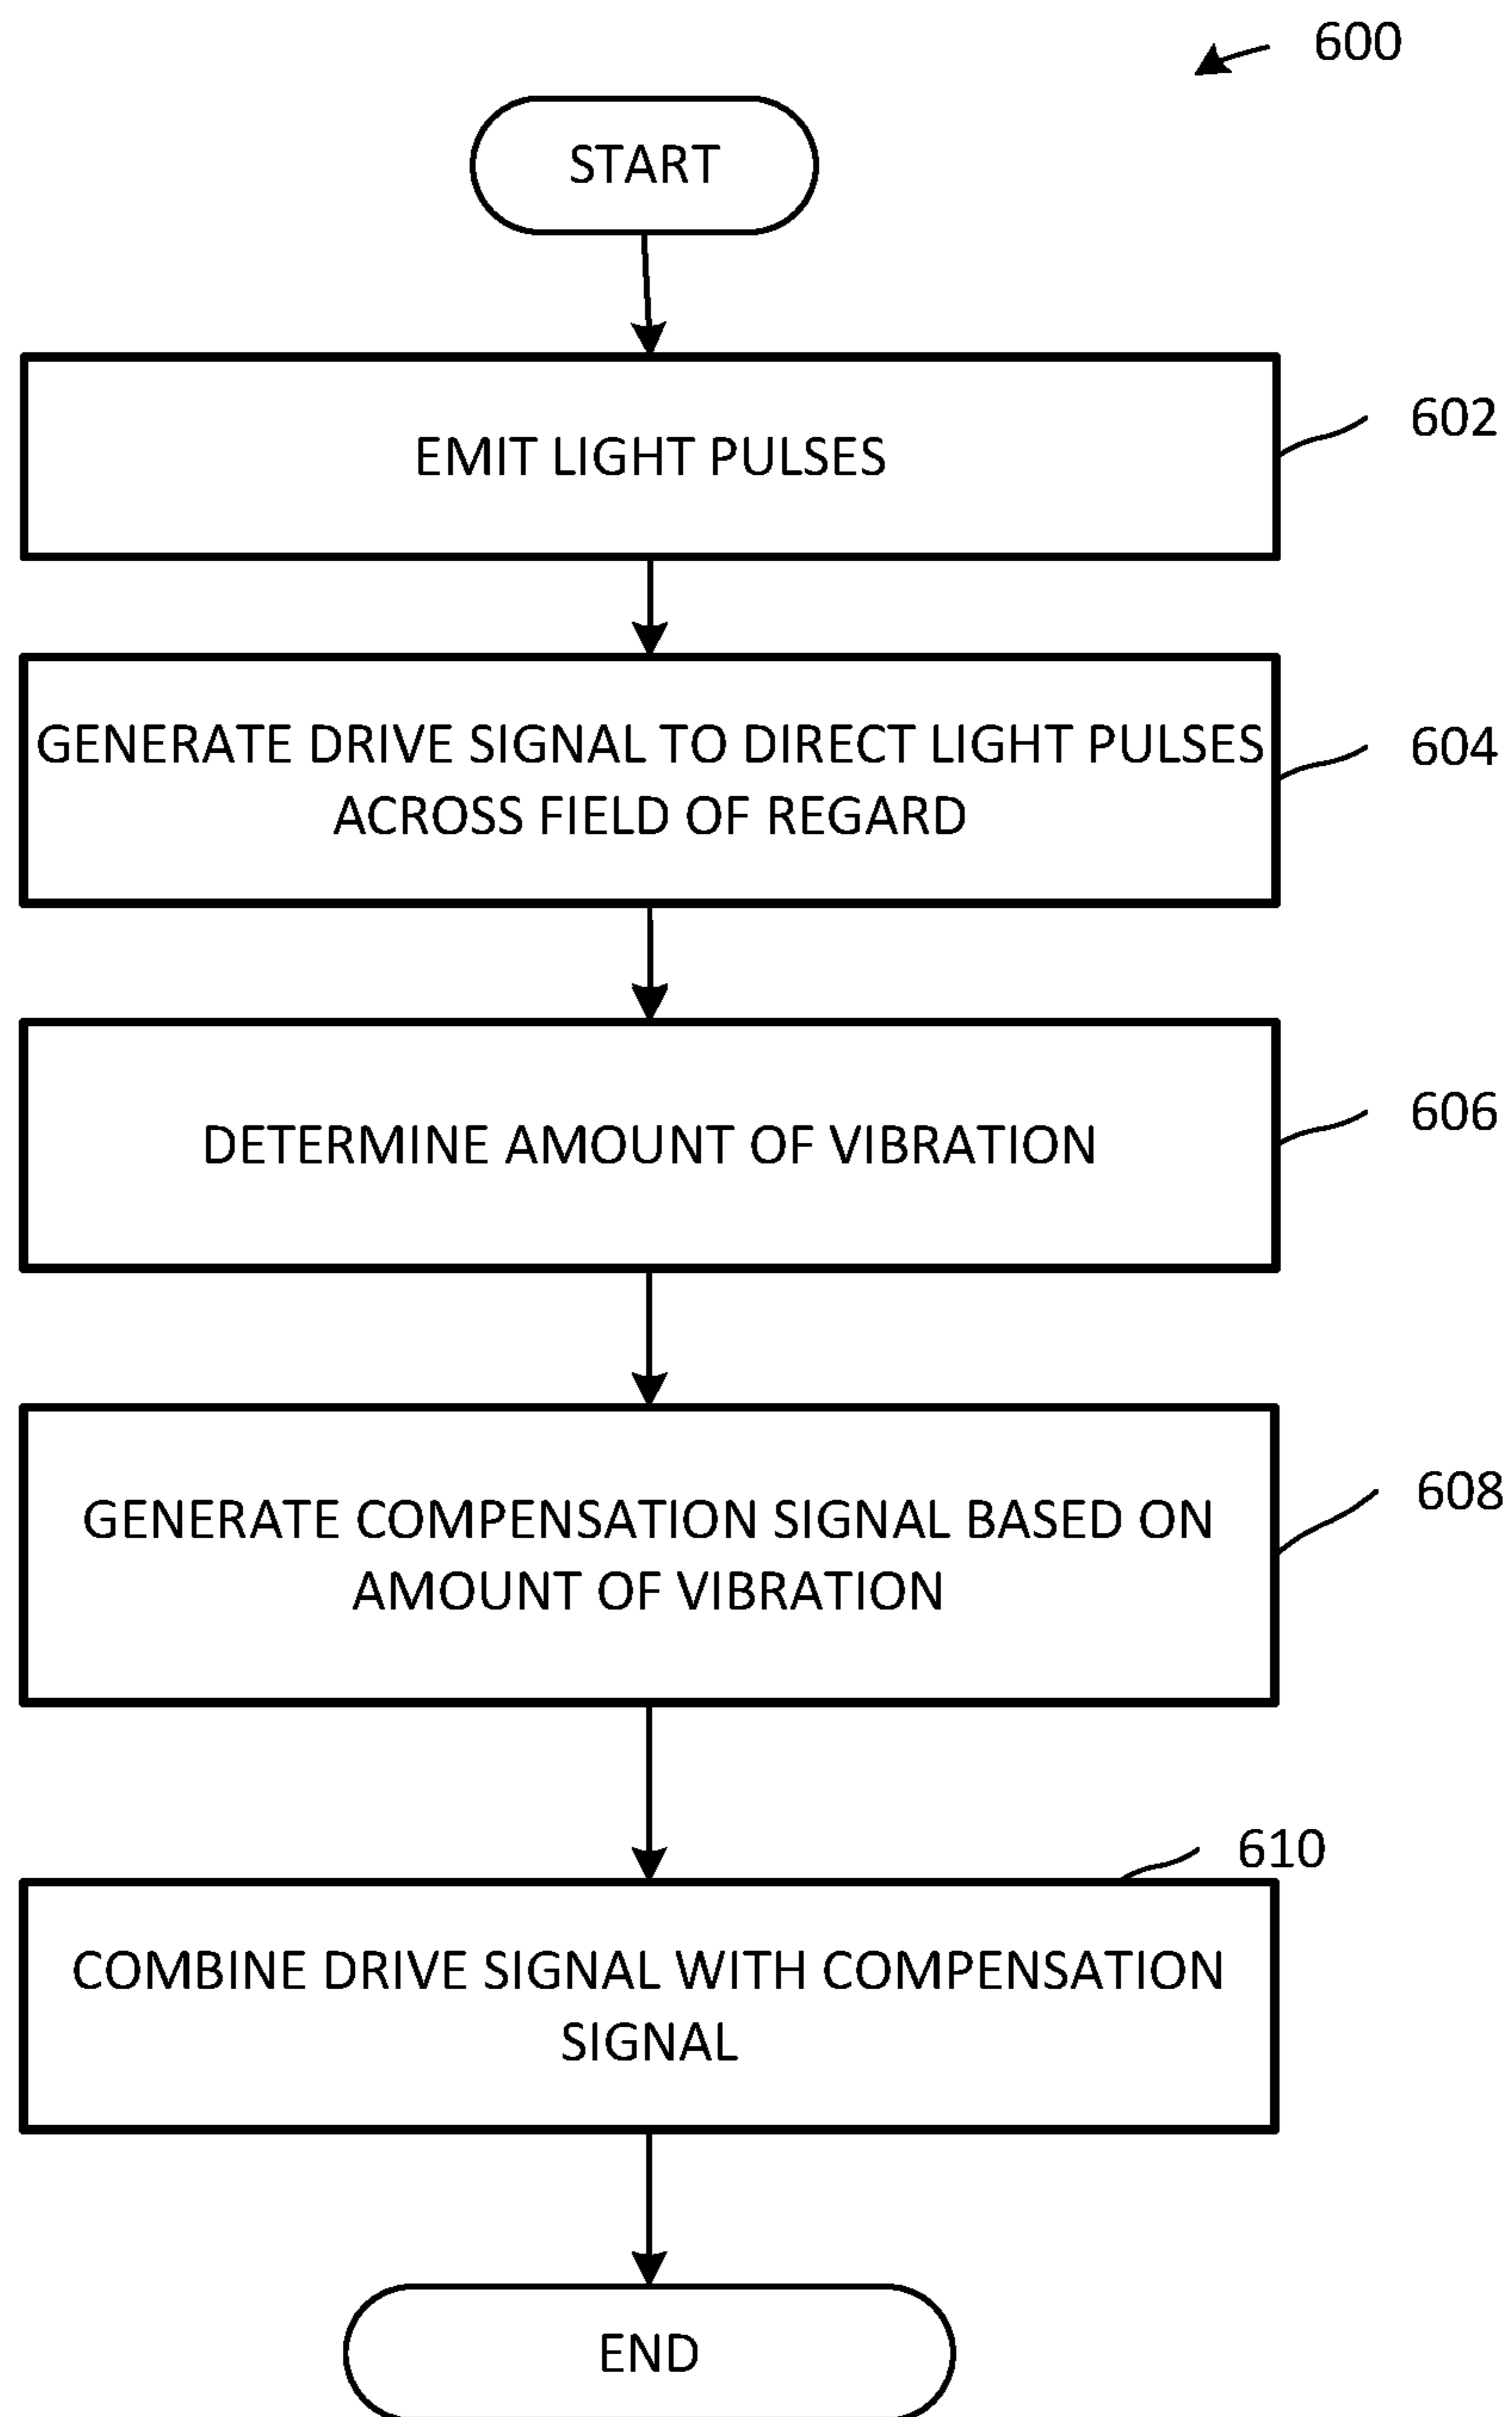 600
START
EMIT LIGHT PULSES
602
GENERATE DRIVE SIGNAL TO DIRECT LIGHT PULSES
ACROSS FIELD OF REGARD
604
DETERMINE AMOUNT OF VIBRATION
606
GENERATE COMPENSATION SIGNAL BASED ON
AMOUNT OF VIBRATION
608
610
COMBINE DRIVE SIGNAL WITH COMPENSATION
SIGNAL
END